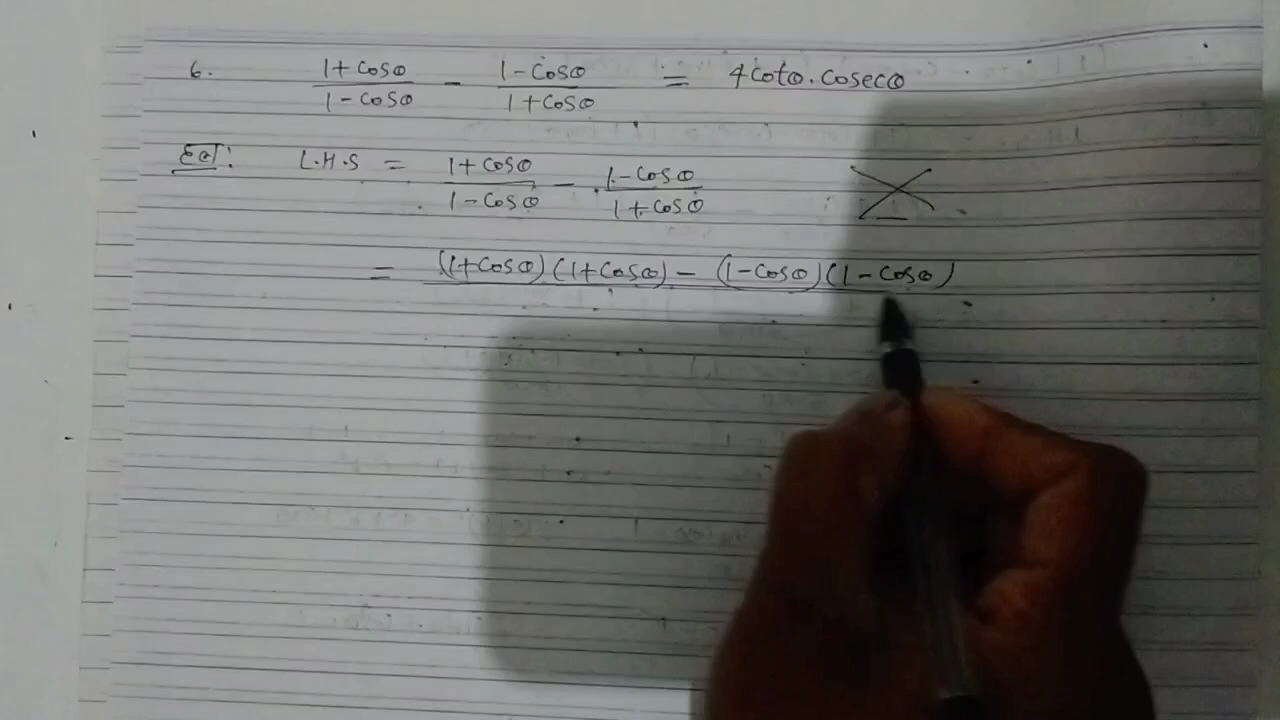 6. (1+cosθ)/(1-cosθ) - (1-cosθ)/(1+cosθ) = 4cotθ.cosecθ
L.H.S = (1+cosθ)/(1-cosθ) - (1-cosθ)/(1+cosθ)
= (1+cosθ)(1+cosθ) - (1-cosθ)(1-cosθ)